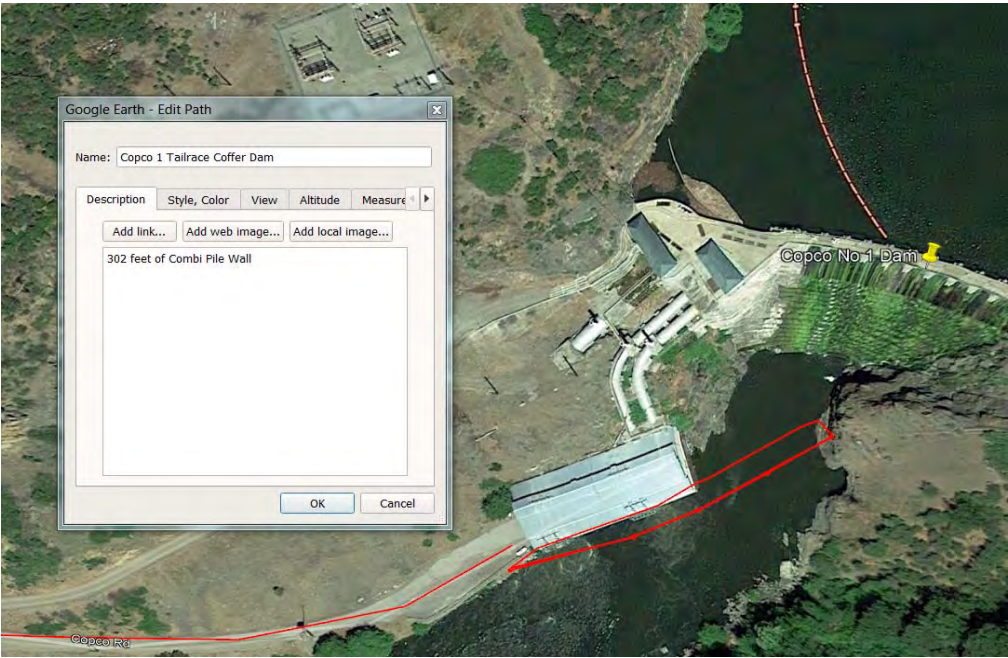 Google Earth - Edit Path
Name: Copco 1 Tailrace Coffer Dam
Description Style, Color View Altitude Measure
Add link... Add web image... Add local image...
302 feet of Combi Pile Wall
OK Cancel
Copco No 1 Dam
Copco Rd